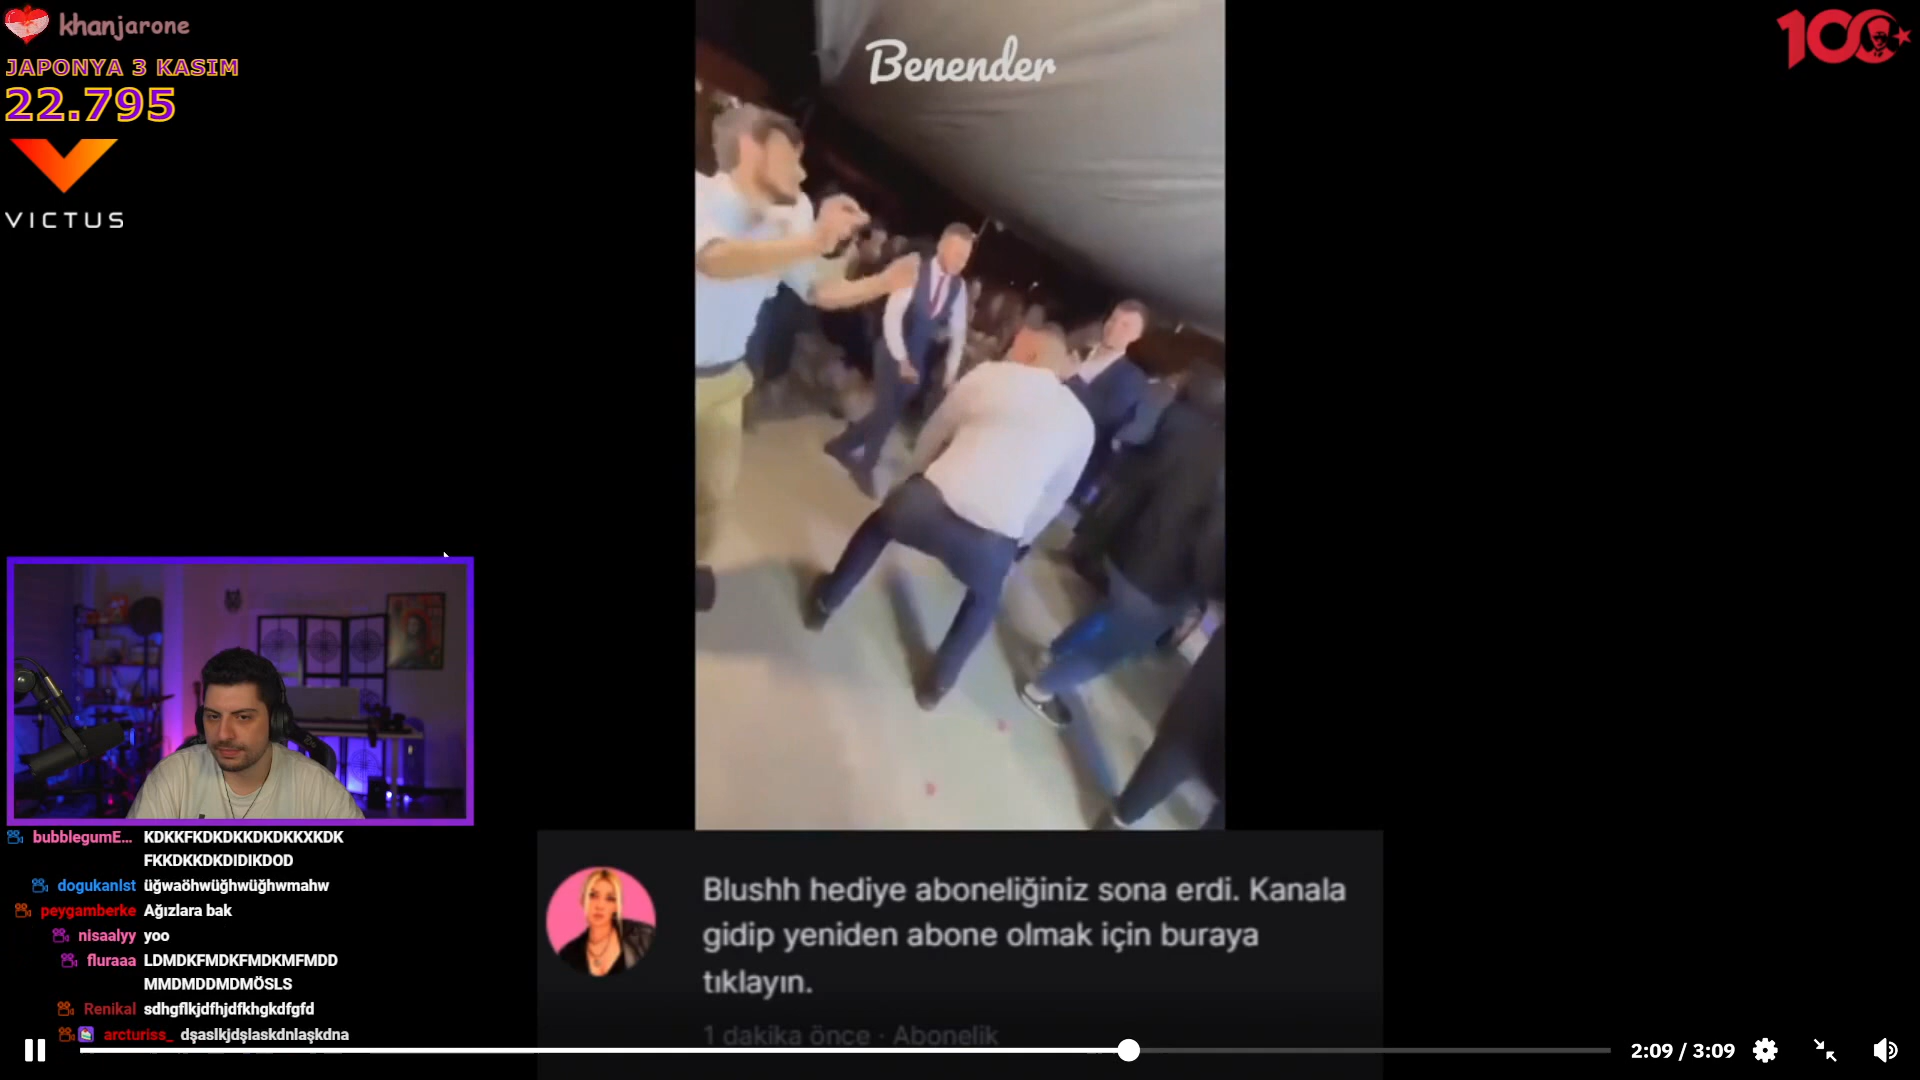 khanjarone
JAPONYA 3 KASIM
22.795
VICTUS
100
Benender
bubblegumE... KDKKFKDKDKKDKDKKXKDK
FKKDKKDKDIDIKDOD
dogukanlst üğwaöhwüğhwüğhwmahw
peygamberke Ağızlara bak
nisaalyy yoo
fluraaa LDMDKFMDKFMDKMFMDD
MMDMDDMDMÖSLS
Renikal sdhgflkjdfhjdfkhgkdfgfd
arcturiss_ dşaslkjdşlaskdnlaşkdna
Blushh hediye aboneliğiniz sona erdi. Kanala
gidip yeniden abone olmak için buraya
tıklayın.
1 dakika önce · Abonelik
2:09 / 3:09